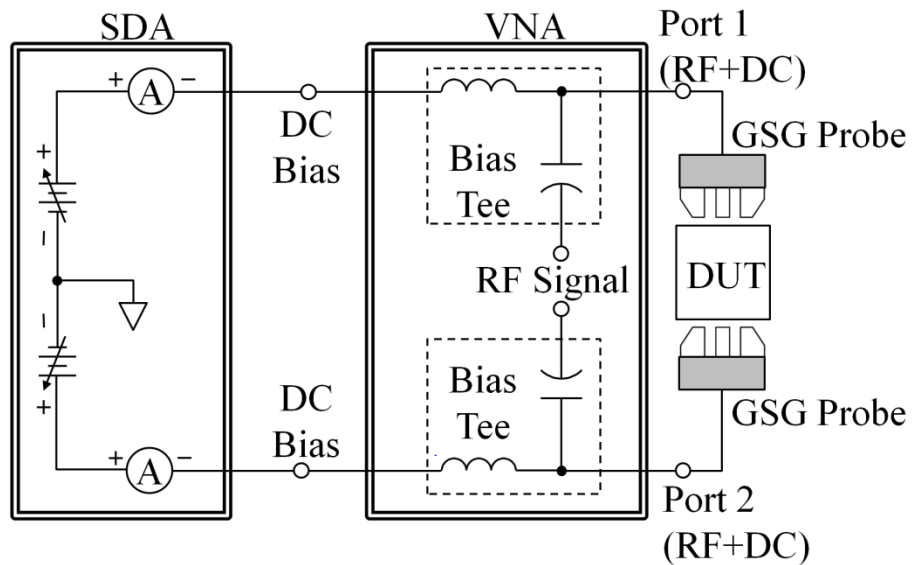 SDA
VNA
Port 1
(RF+DC)
+
A
−
DC
Bias
Bias
Tee
GSG Probe
+
−
RF Signal
DUT
−
+
DC
Bias
Bias
Tee
GSG Probe
+
A
−
Port 2
(RF+DC)